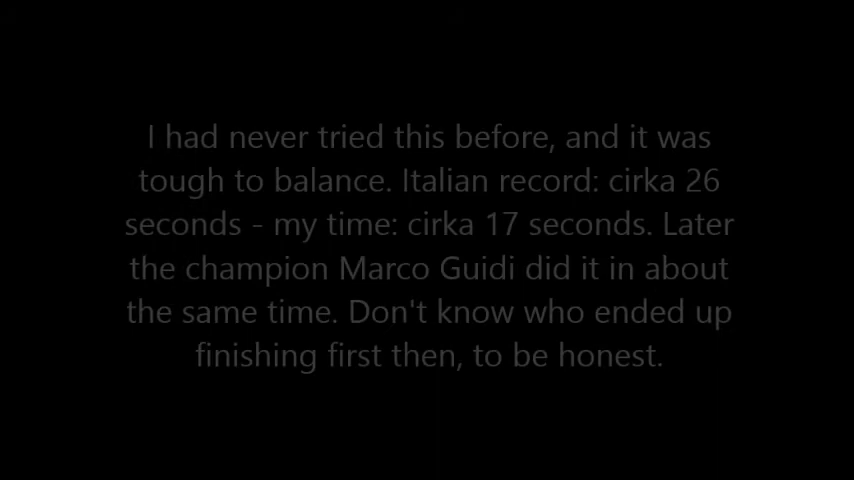 I had never tried this before, and it was
tough to balance. Italian record: cirka 26
seconds - my time: cirka 17 seconds. Later
the champion Marco Guidi did it in about
the same time. Don't know who ended up
finishing first then, to be honest.